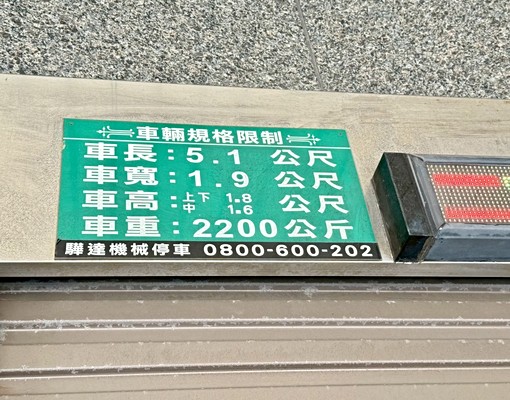 車輛規格限制
車長：5.1 公尺
車寬：1.9 公尺
車高：上下 1.8 中 1.6 公尺
車重：2200公斤
驊達機械停車 0800-600-202